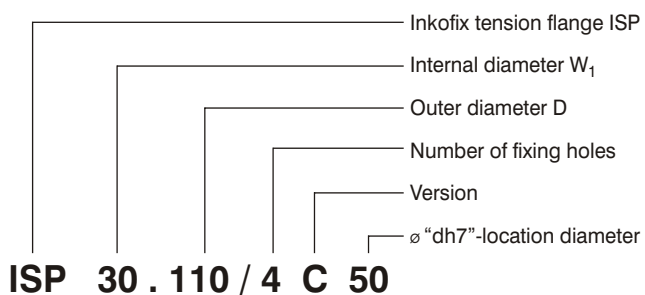 Inkofix tension flange ISP
Internal diameter W₁
Outer diameter D
Number of fixing holes
Version
ø “dh7”-location diameter
ISP 30 . 110 / 4 C 50